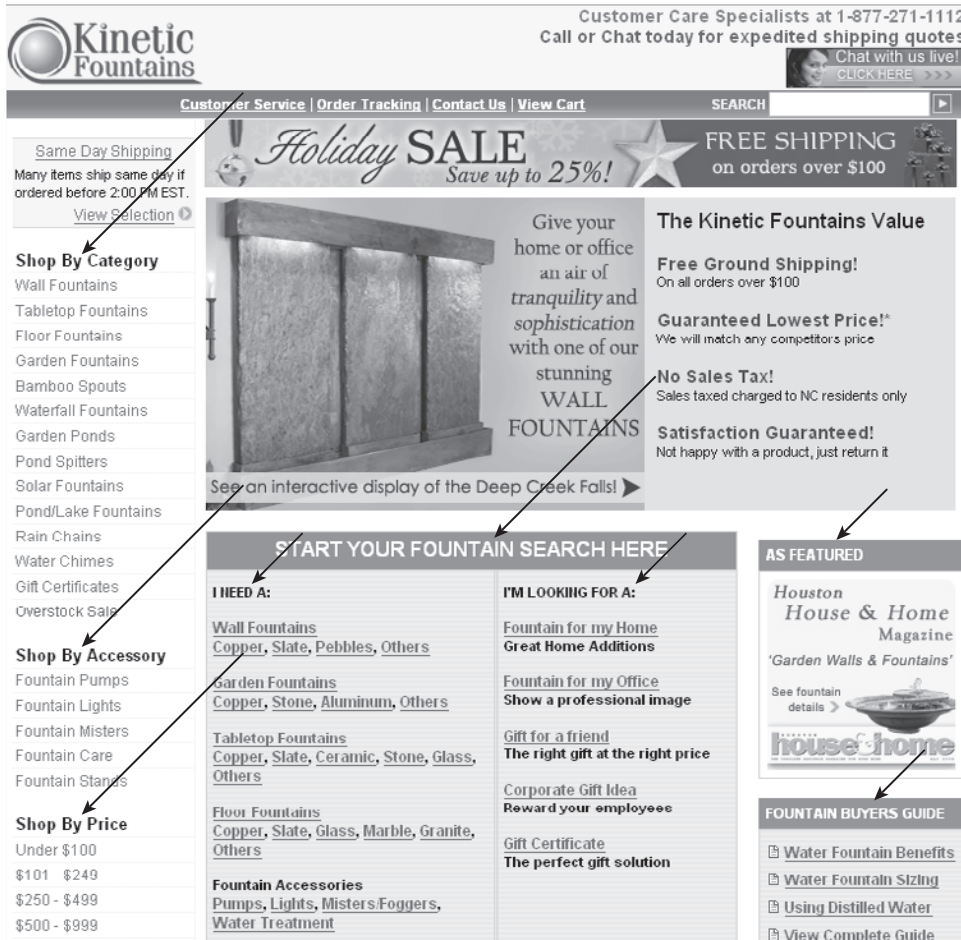 Kinetic
Fountains
Customer Care Specialists at 1-877-271-1112
Call or Chat today for expedited shipping quotes
Chat with us live!
CLICK HERE >>>
Customer Service | Order Tracking | Contact Us | View Cart
SEARCH
Same Day Shipping
Many items ship same day if
ordered before 2:00 PM EST.
View Selection
Holiday SALE
Save up to 25%!
FREE SHIPPING
on orders over $100
Shop By Category
Wall Fountains
Tabletop Fountains
Floor Fountains
Garden Fountains
Bamboo Spouts
Waterfall Fountains
Garden Ponds
Pond Spitters
Solar Fountains
Pond/Lake Fountains
Rain Chains
Water Chimes
Gift Certificates
Overstock Sale
Shop By Accessory
Fountain Pumps
Fountain Lights
Fountain Misters
Fountain Care
Fountain Stands
Shop By Price
Under $100
$101 $249
$250 - $499
$500 - $999
Give your
home or office
an air of
tranquility and
sophistication
with one of our
stunning
WALL
FOUNTAINS
See an interactive display of the Deep Creek Falls!
The Kinetic Fountains Value
Free Ground Shipping!
On all orders over $100
Guaranteed Lowest Price!*
We will match any competitors price
No Sales Tax!
Sales taxed charged to NC residents only
Satisfaction Guaranteed!
Not happy with a product, just return it
START YOUR FOUNTAIN SEARCH HERE
I NEED A:
Wall Fountains
Copper, Slate, Pebbles, Others
Garden Fountains
Copper, Stone, Aluminum, Others
Tabletop Fountains
Copper, Slate, Ceramic, Stone, Glass,
Others
Floor Fountains
Copper, Slate, Glass, Marble, Granite,
Others
Fountain Accessories
Pumps, Lights, Misters/Foggers,
Water Treatment
I'M LOOKING FOR A:
Fountain for my Home
Great Home Additions
Fountain for my Office
Show a professional image
Gift for a friend
The right gift at the right price
Corporate Gift Idea
Reward your employees
Gift Certificate
The perfect gift solution
AS FEATURED
Houston
House & Home
Magazine
'Garden Walls & Fountains'
See fountain
details
house&home
FOUNTAIN BUYERS GUIDE
Water Fountain Benefits
Water Fountain Sizing
Using Distilled Water
View Complete Guide